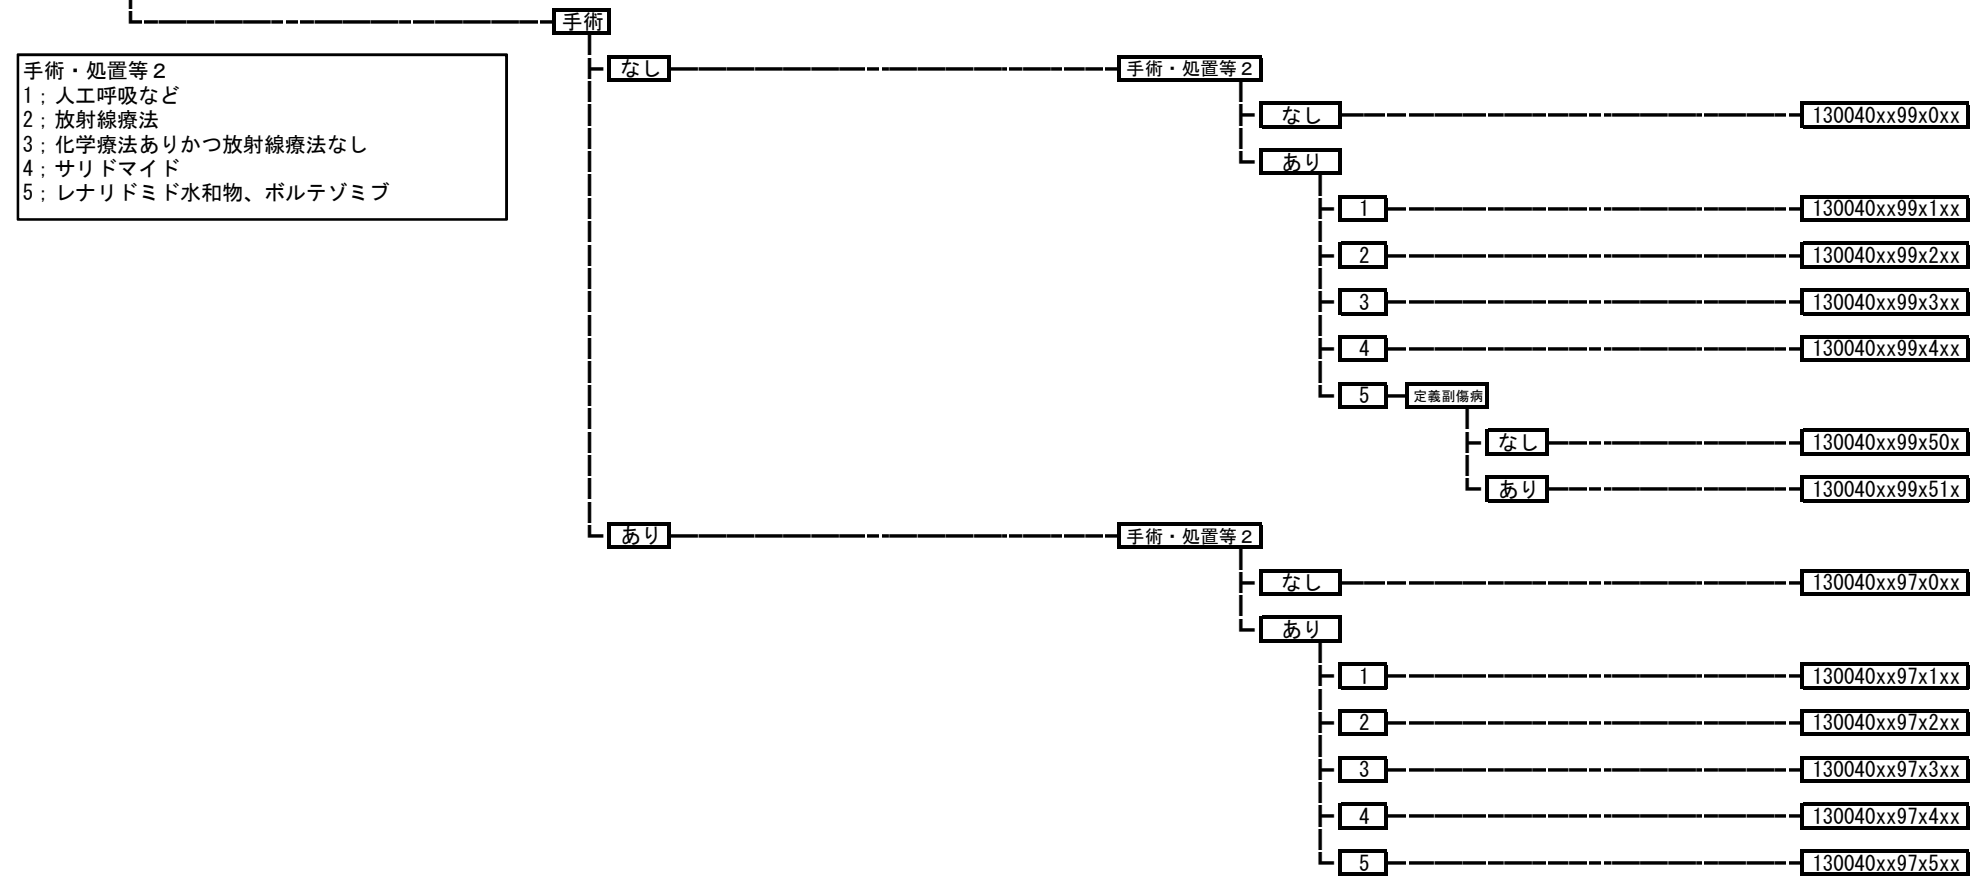 手術
手術・処置等２
1；人工呼吸など
2；放射線療法
3；化学療法ありかつ放射線療法なし
4；サリドマイド
5；レナリドミド水和物、ボルテゾミブ
なし 手術・処置等２
なし 130040xx99x0xx
あり
1 130040xx99x1xx
2 130040xx99x2xx
3 130040xx99x3xx
4 130040xx99x4xx
5 定義副傷病
なし 130040xx99x50x
あり 130040xx99x51x
あり 手術・処置等２
なし 130040xx97x0xx
あり
1 130040xx97x1xx
2 130040xx97x2xx
3 130040xx97x3xx
4 130040xx97x4xx
5 130040xx97x5xx